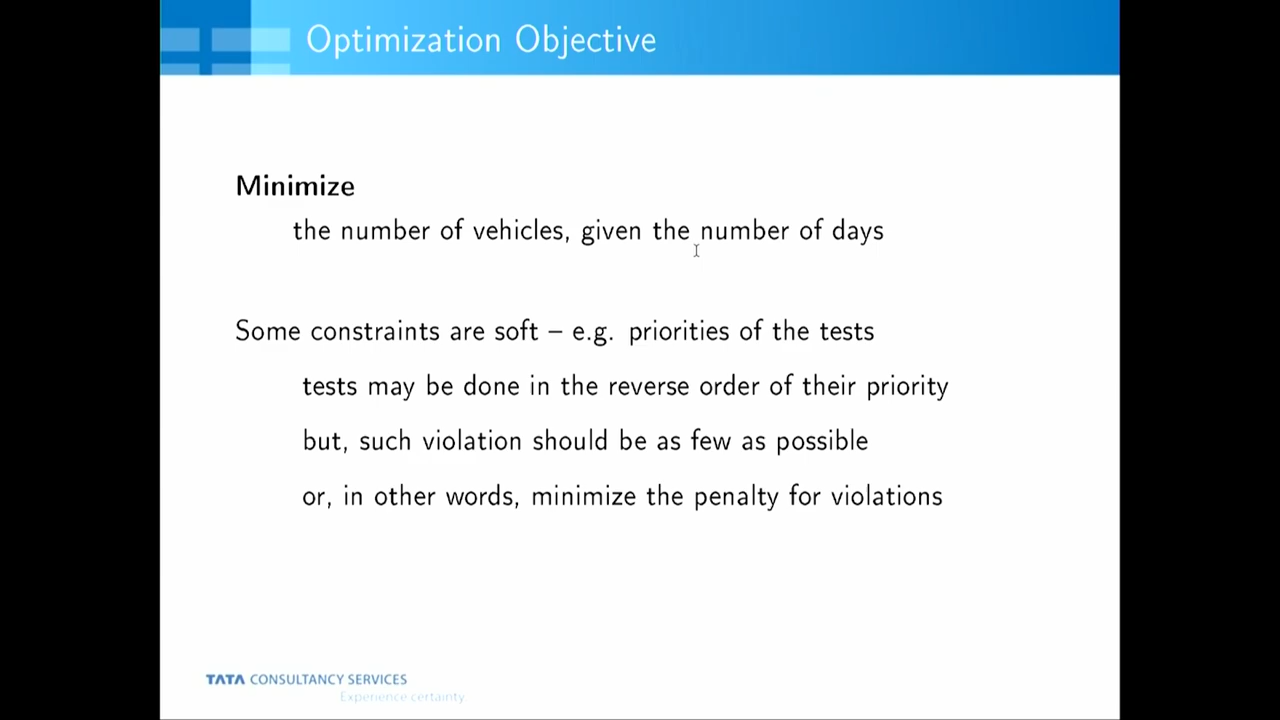 Optimization Objective
Minimize
the number of vehicles, given the number of days
Some constraints are soft – e.g. priorities of the tests
tests may be done in the reverse order of their priority
but, such violation should be as few as possible
or, in other words, minimize the penalty for violations
TATA CONSULTANCY SERVICES
Experience certainty